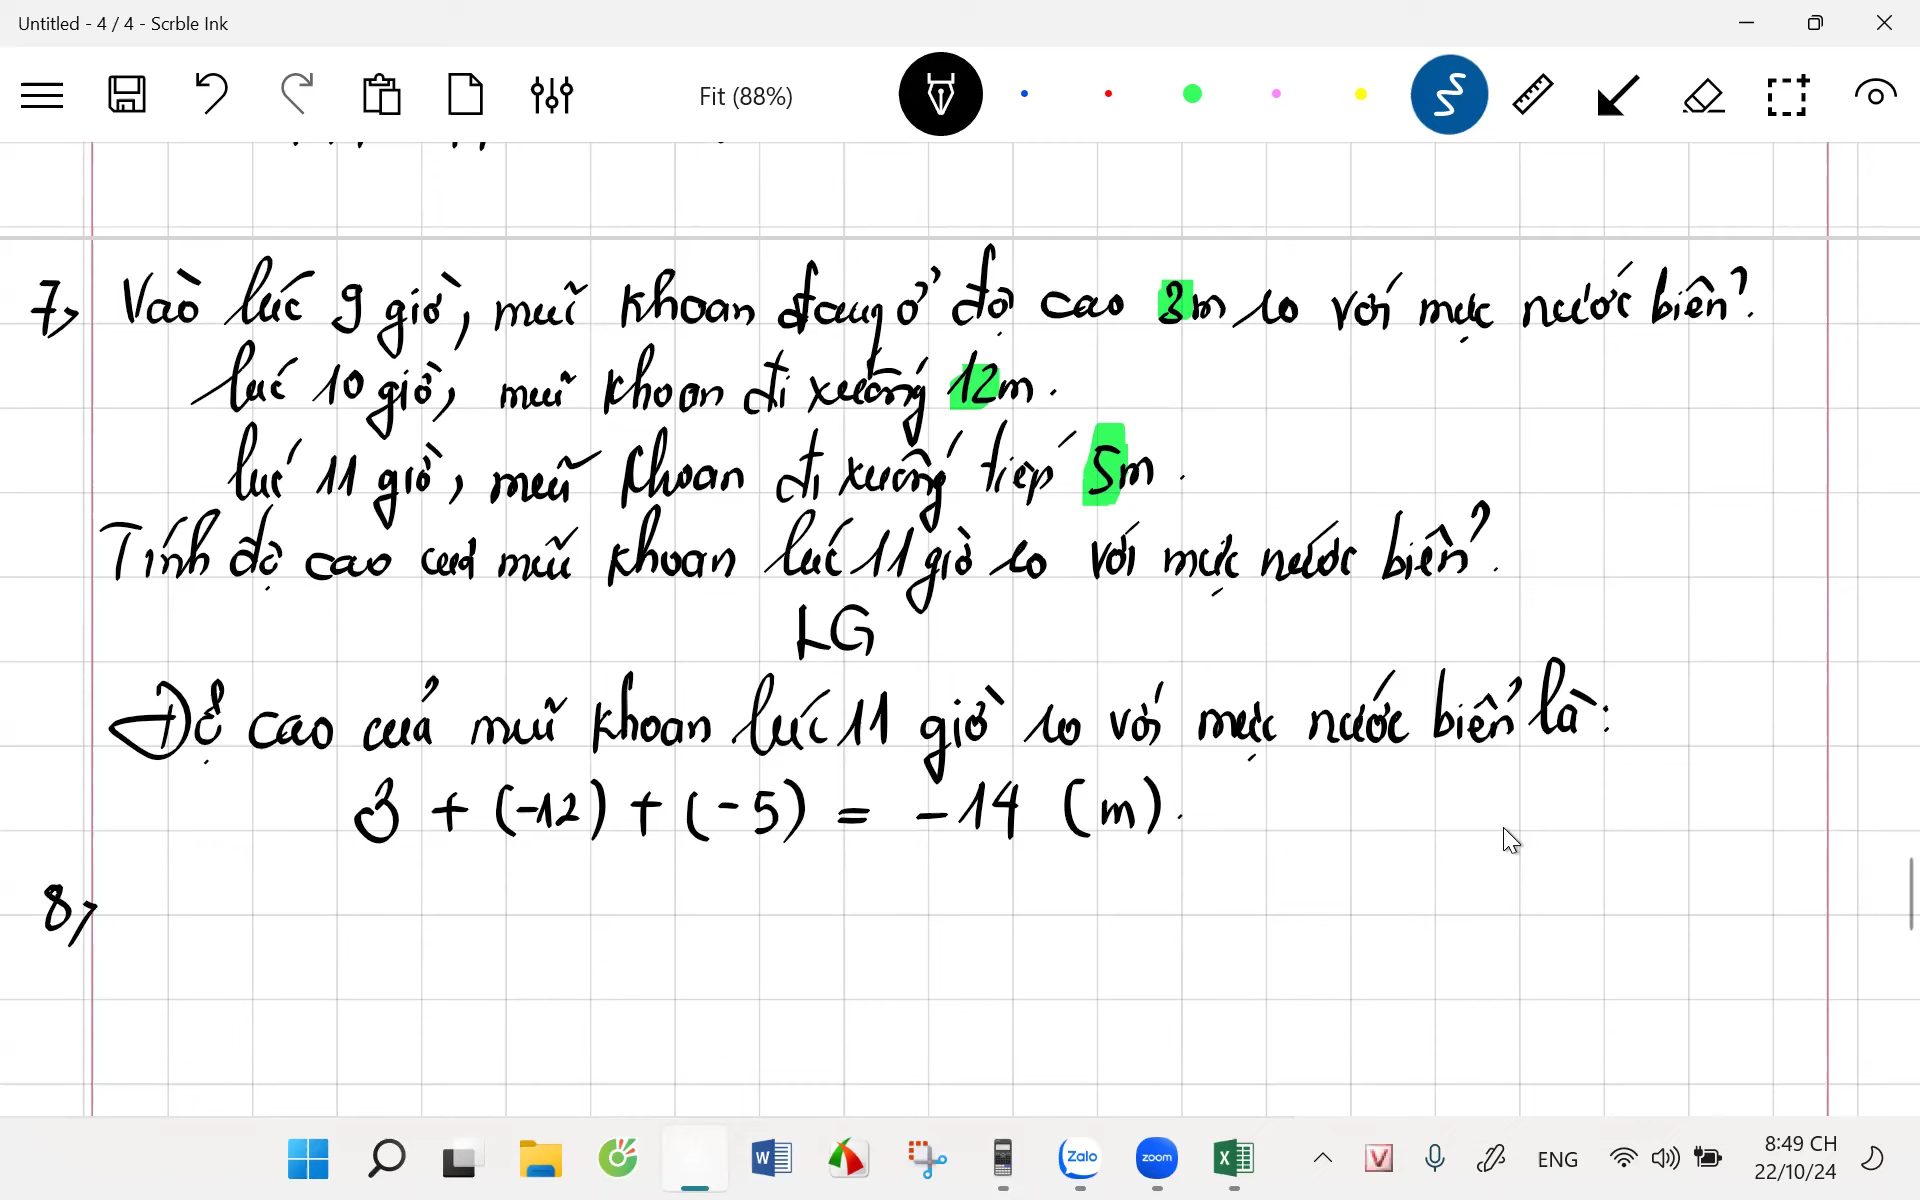 Untitled - 4 / 4 - Scrble Ink
Fit (88%)
7, Vào lúc 9 giờ, mũi khoan đang ở độ cao 3m so với mực nước biển.
lúc 10 giờ, mũi khoan đi xuống 12m.
lúc 11 giờ, mũi khoan đi xuống tiếp 5m.
Tính độ cao của mũi khoan lúc 11 giờ so với mực nước biển.
LG
Độ cao của mũi khoan lúc 11 giờ so với mực nước biển là:
3 + (-12) + (-5) = -14 (m).
8,
Zalo
zoom
ENG
8:49 CH
22/10/24